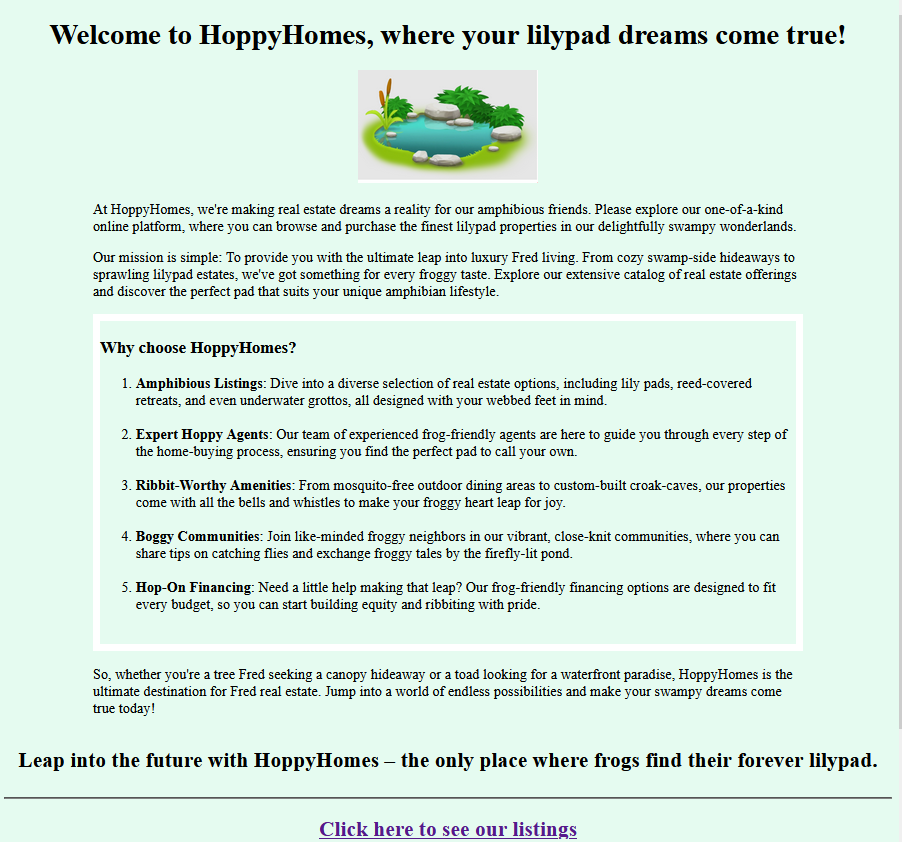 Welcome to HoppyHomes, where your lilypad dreams come true!
At HoppyHomes, we're making real estate dreams a reality for our amphibious friends. Please explore our one-of-a-kind
online platform, where you can browse and purchase the finest lilypad properties in our delightfully swampy wonderlands.
Our mission is simple: To provide you with the ultimate leap into luxury Fred living. From cozy swamp-side hideaways to
sprawling lilypad estates, we've got something for every froggy taste. Explore our extensive catalog of real estate offerings
and discover the perfect pad that suits your unique amphibian lifestyle.
Why choose HoppyHomes?
1. Amphibious Listings: Dive into a diverse selection of real estate options, including lily pads, reed-covered
retreats, and even underwater grottos, all designed with your webbed feet in mind.
2. Expert Hoppy Agents: Our team of experienced frog-friendly agents are here to guide you through every step of
the home-buying process, ensuring you find the perfect pad to call your own.
3. Ribbit-Worthy Amenities: From mosquito-free outdoor dining areas to custom-built croak-caves, our properties
come with all the bells and whistles to make your froggy heart leap for joy.
4. Boggy Communities: Join like-minded froggy neighbors in our vibrant, close-knit communities, where you can
share tips on catching flies and exchange froggy tales by the firefly-lit pond.
5. Hop-On Financing: Need a little help making that leap? Our frog-friendly financing options are designed to fit
every budget, so you can start building equity and ribbiting with pride.
So, whether you're a tree Fred seeking a canopy hideaway or a toad looking for a waterfront paradise, HoppyHomes is the
ultimate destination for Fred real estate. Jump into a world of endless possibilities and make your swampy dreams come
true today!
Leap into the future with HoppyHomes – the only place where frogs find their forever lilypad.
Click here to see our listings